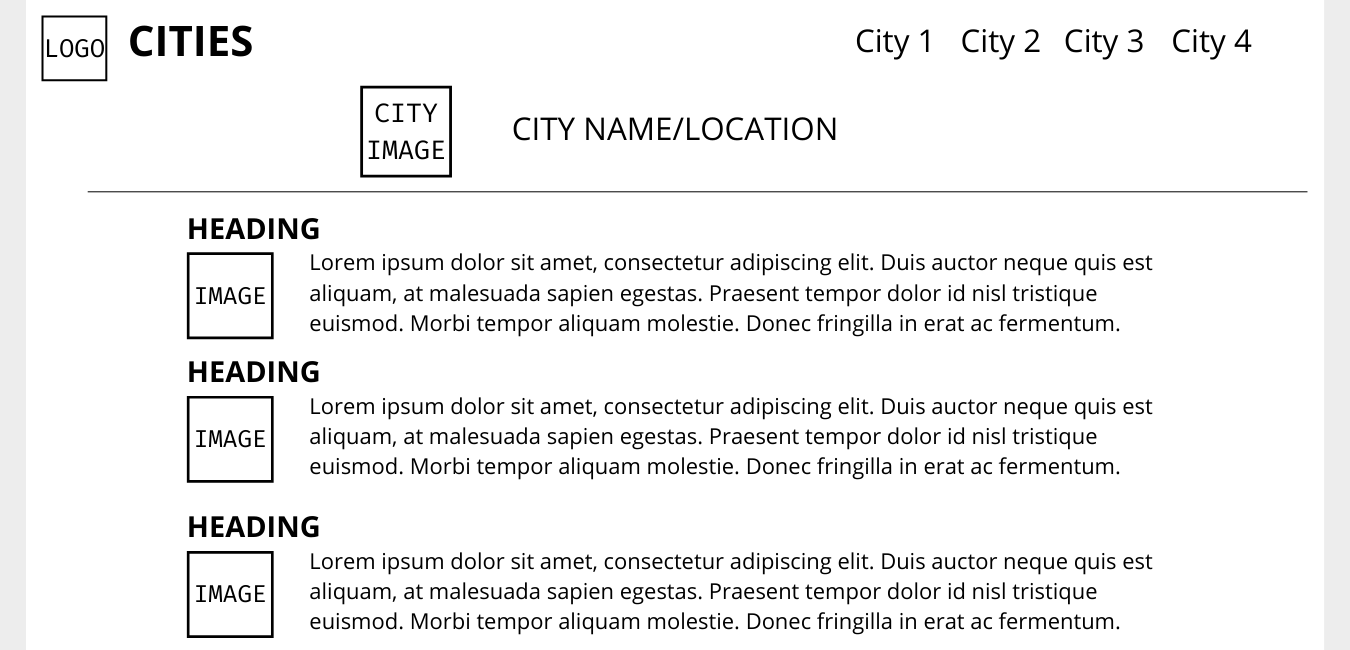 LOGO CITIES City 1 City 2 City 3 City 4
CITY
IMAGE
CITY NAME/LOCATION
HEADING
IMAGE
Lorem ipsum dolor sit amet, consectetur adipiscing elit. Duis auctor neque quis est
aliquam, at malesuada sapien egestas. Praesent tempor dolor id nisl tristique
euismod. Morbi tempor aliquam molestie. Donec fringilla in erat ac fermentum.
HEADING
IMAGE
Lorem ipsum dolor sit amet, consectetur adipiscing elit. Duis auctor neque quis est
aliquam, at malesuada sapien egestas. Praesent tempor dolor id nisl tristique
euismod. Morbi tempor aliquam molestie. Donec fringilla in erat ac fermentum.
HEADING
IMAGE
Lorem ipsum dolor sit amet, consectetur adipiscing elit. Duis auctor neque quis est
aliquam, at malesuada sapien egestas. Praesent tempor dolor id nisl tristique
euismod. Morbi tempor aliquam molestie. Donec fringilla in erat ac fermentum.